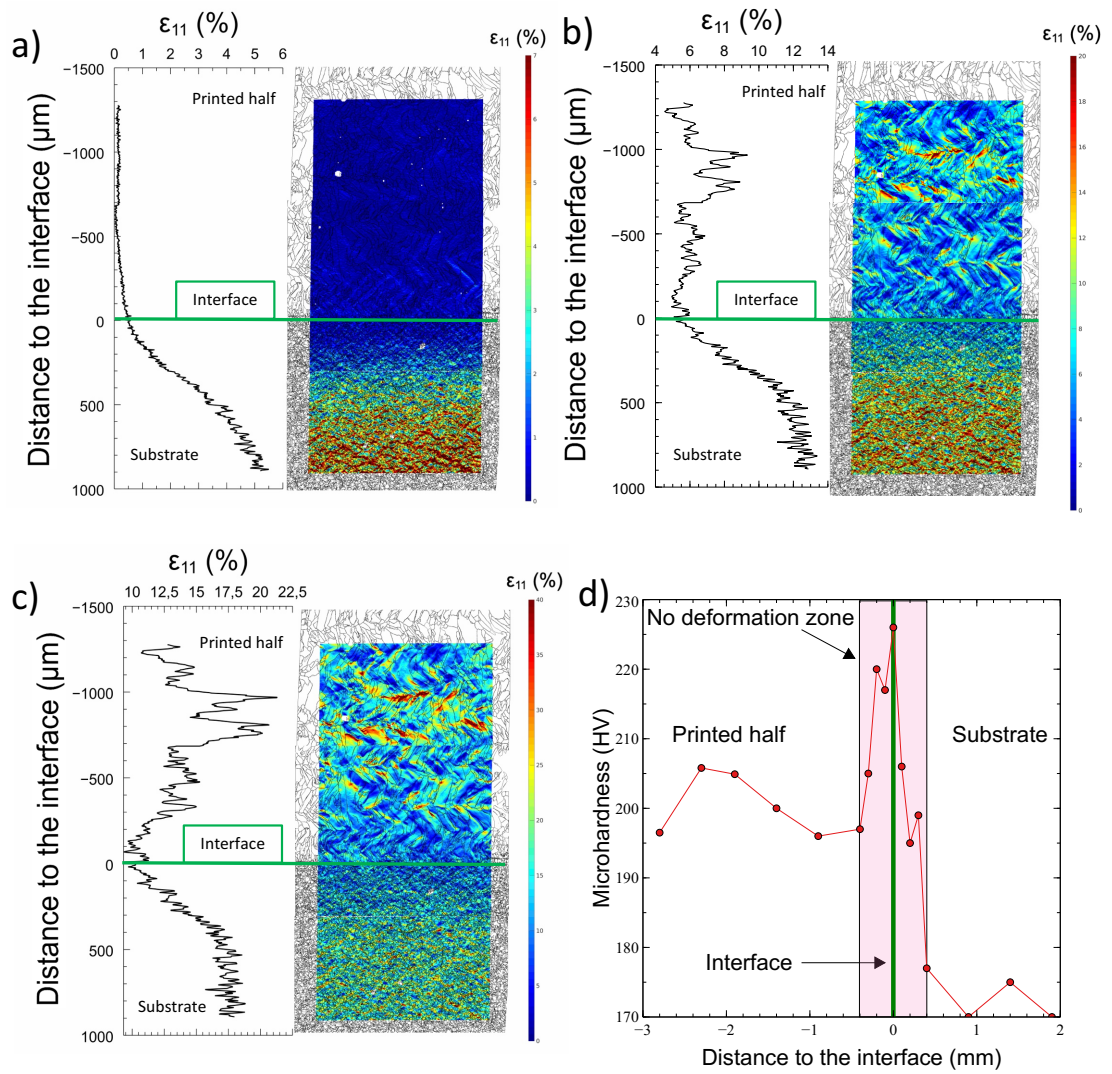 a)
ε11 (%)
0 1 2 3 4 5 6
ε11 (%)
7
6
5
4
3
2
1
0
Distance to the interface (µm)
−1500
−1000
−500
0
500
1000
Printed half
Interface
Substrate
b)
ε11 (%)
4 6 8 10 12 14
ε11 (%)
20
18
16
14
12
10
8
6
4
2
0
Distance to the interface (µm)
−1500
−1000
−500
0
500
1000
Printed half
Interface
Substrate
c)
ε11 (%)
10 12,5 15 17,5 20 22,5
ε11 (%)
40
35
30
25
20
15
10
5
0
Distance to the interface (µm)
−1500
−1000
−500
0
500
1000
Printed half
Interface
Substrate
d)
Microhardness (HV)
230
220
210
200
190
180
170
No deformation zone
Printed half
Substrate
Interface
−3 −2 −1 0 1 2
Distance to the interface (mm)